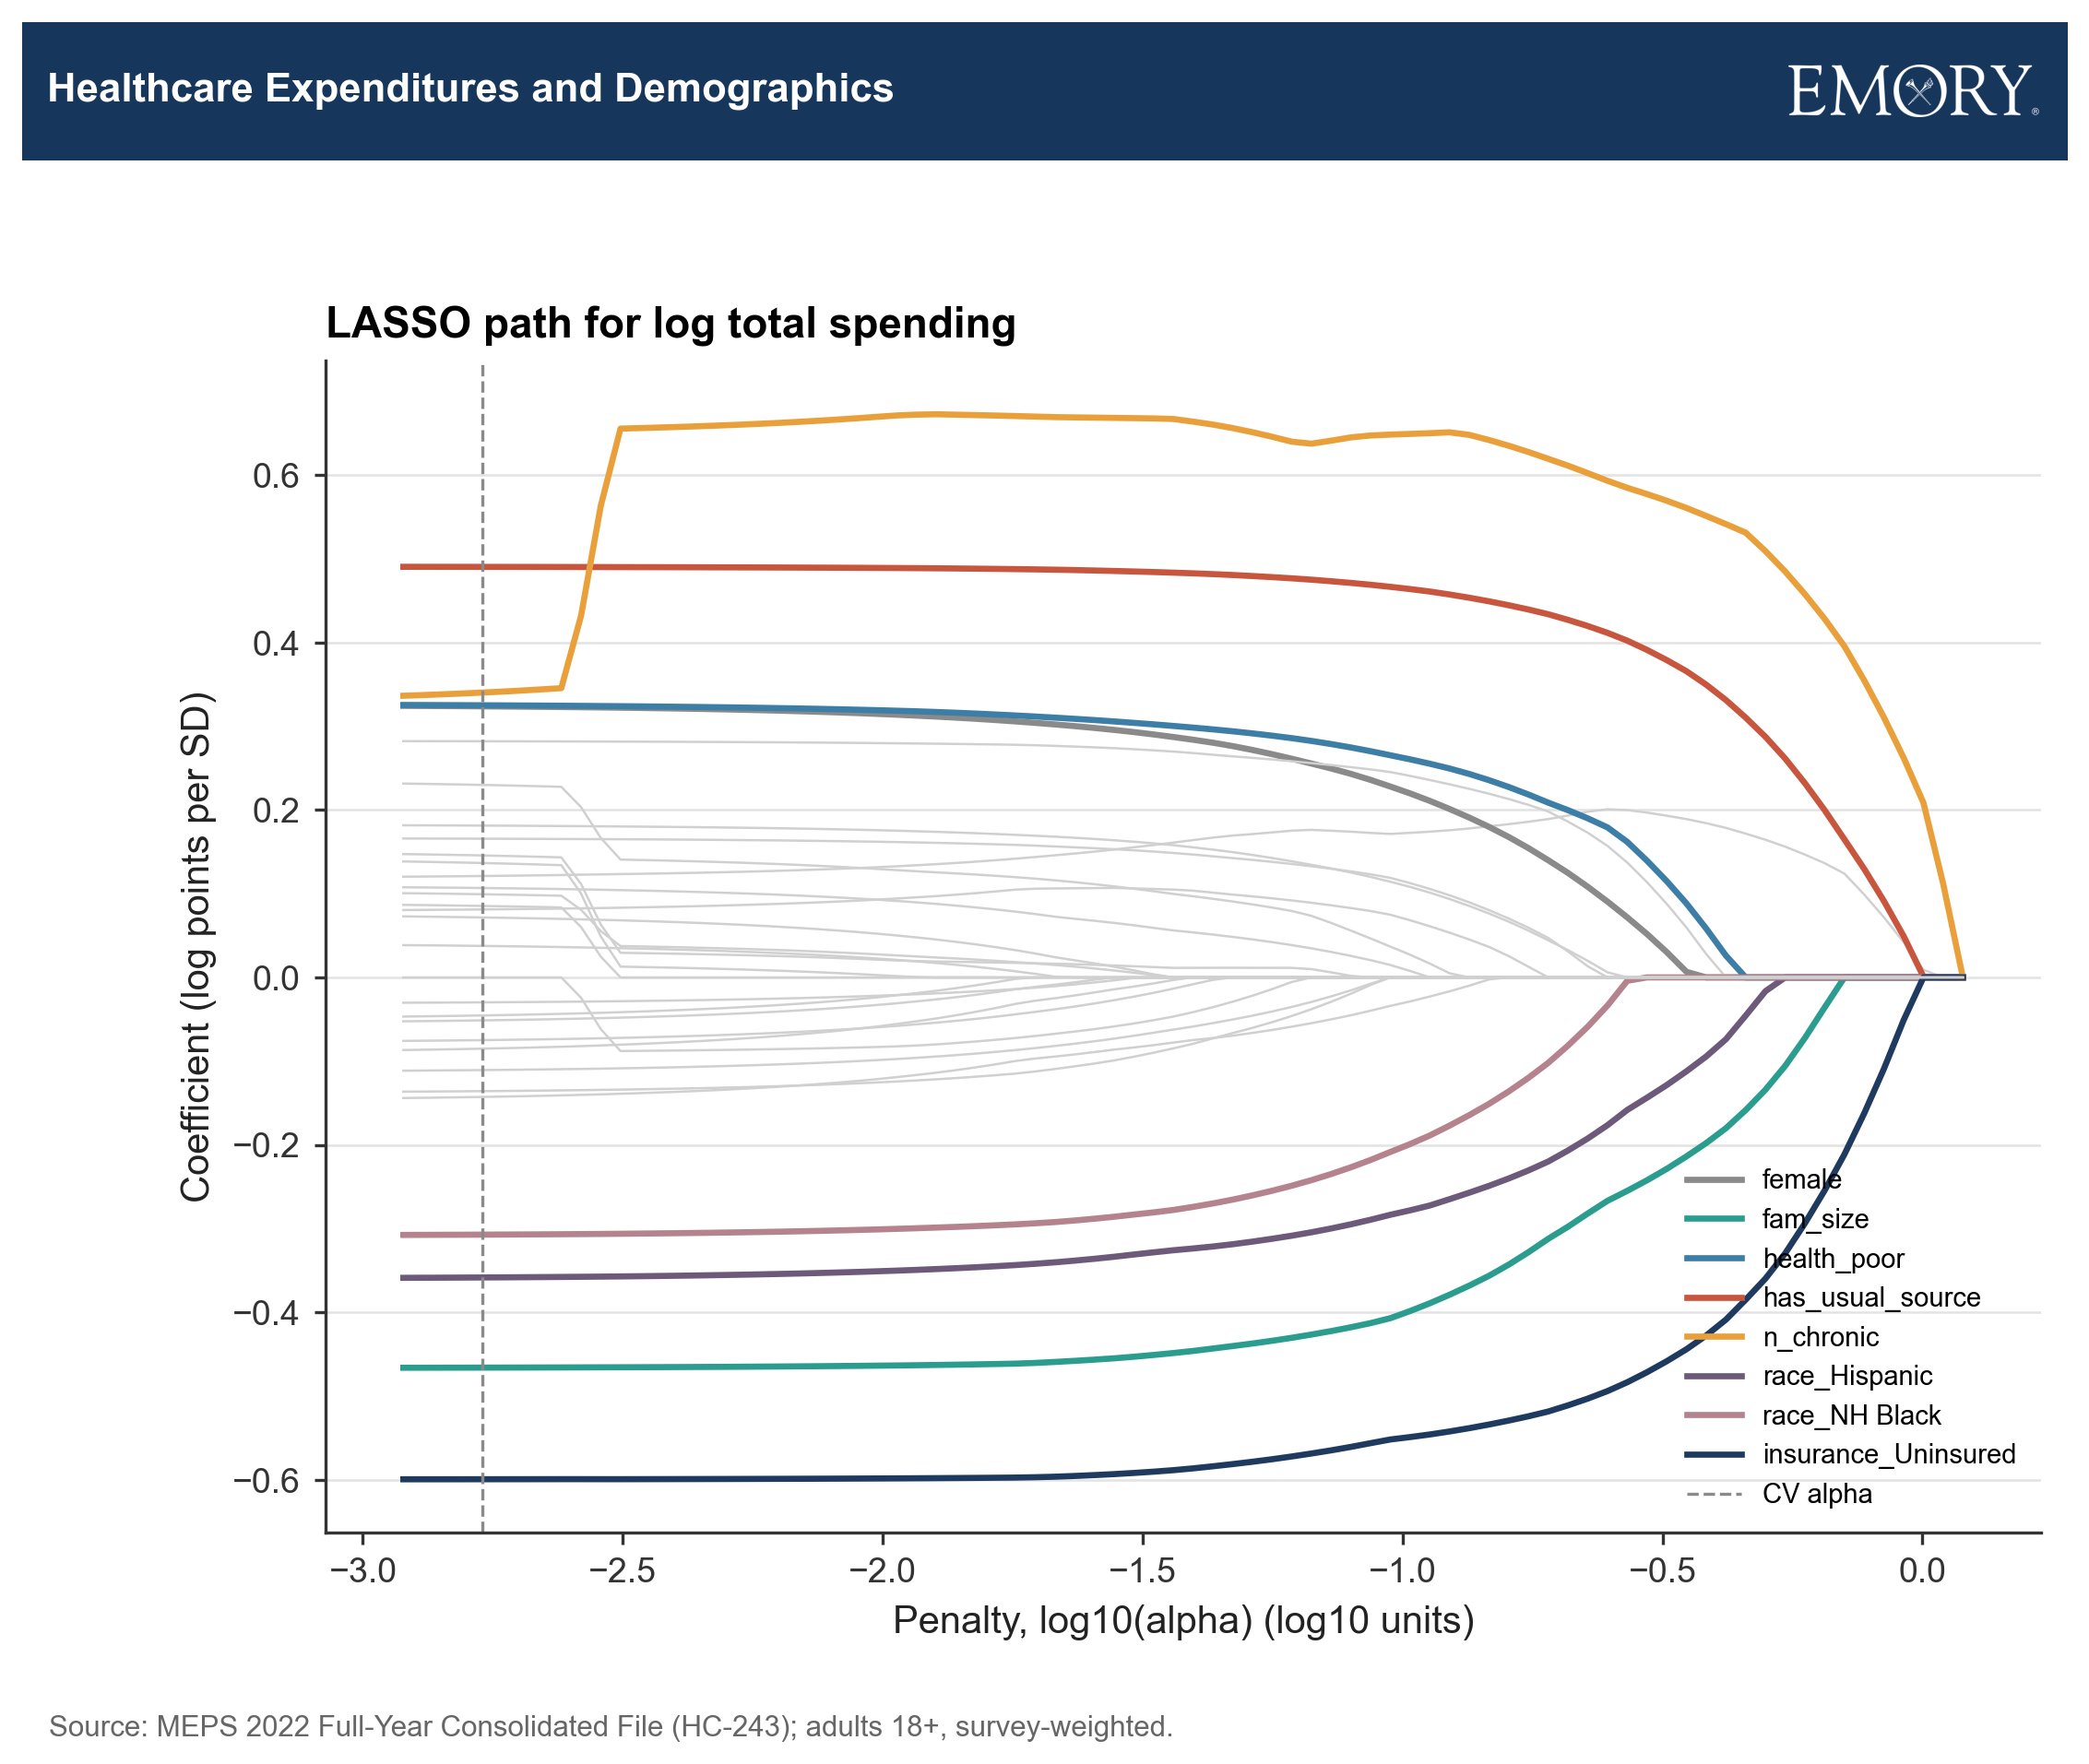 Healthcare Expenditures and Demographics
EMORY®
LASSO path for log total spending
Coefficient (log points per SD)
0.6
0.4
0.2
0.0
−0.2
−0.4
−0.6
female
fam_size
health_poor
has_usual_source
n_chronic
race_Hispanic
race_NH Black
insurance_Uninsured
CV alpha
−3.0 −2.5 −2.0 −1.5 −1.0 −0.5 0.0
Penalty, log10(alpha) (log10 units)
Source: MEPS 2022 Full-Year Consolidated File (HC-243); adults 18+, survey-weighted.